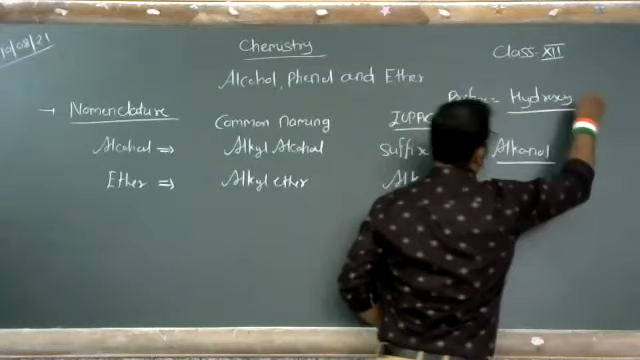 10/08/21
Chemistry
Class-XII
Alcohol, Phenol and Ether
Hydroxy
→ Nomenclature
Common Naming
Alcohol ⇒ Alkyl Alcohol Suffix Alkanol
Ether ⇒ Alkyl ether